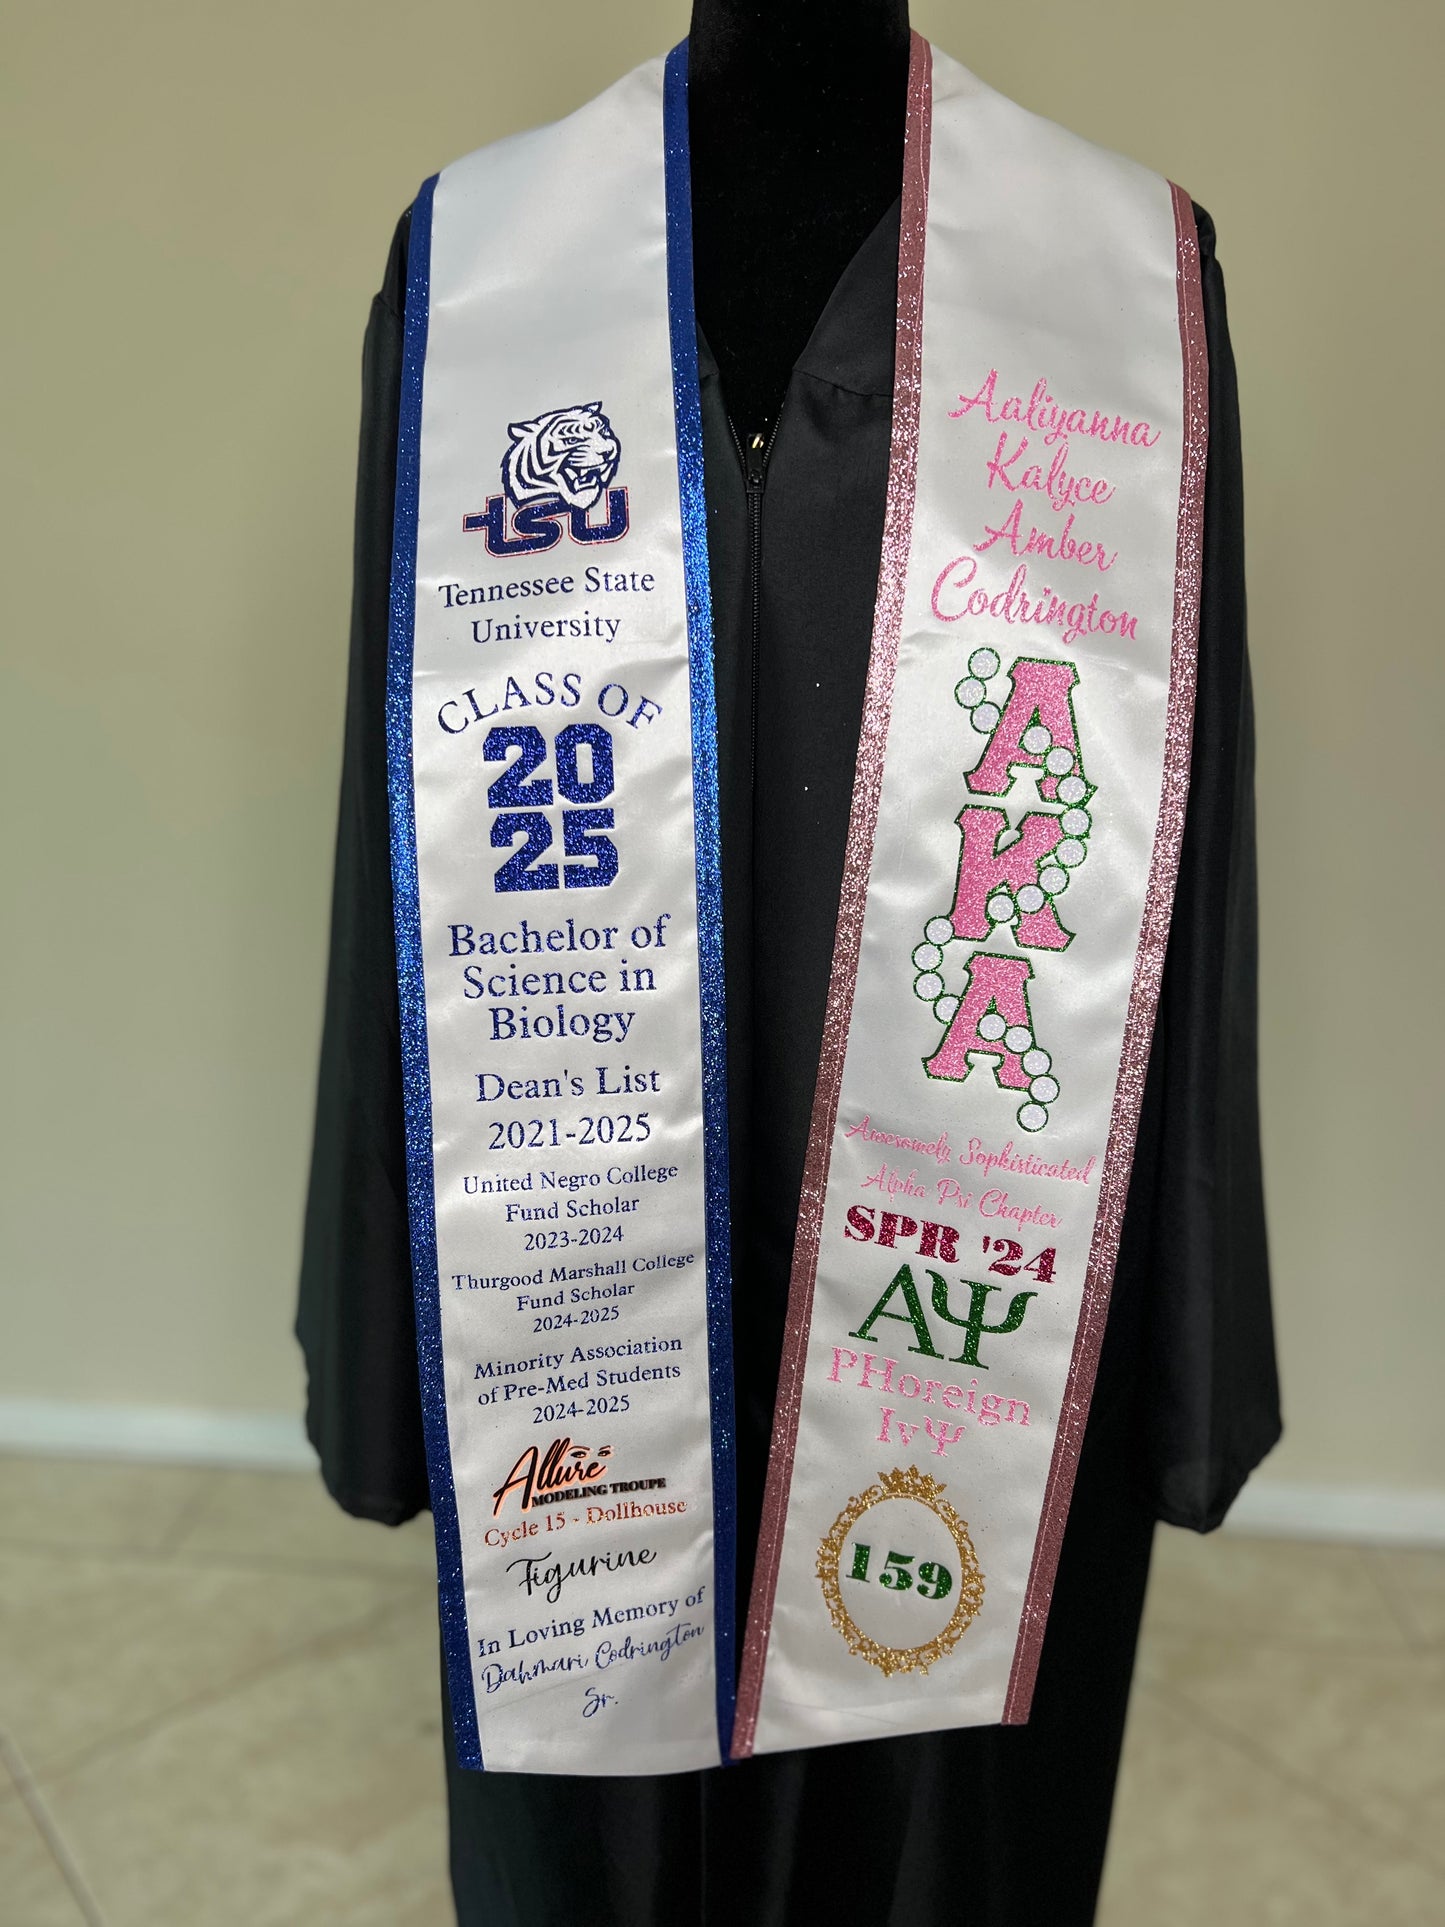 tsu
Tennessee State
University
CLASS OF
20
25
Bachelor of
Science in
Biology
Dean's List
2021-2025
United Negro College
Fund Scholar
2023-2024
Thurgood Marshall College
Fund Scholar
2024-2025
Minority Association
of Pre-Med Students
2024-2025
Allure
MODELING TROUPE
Cycle 15 - Dollhouse
Figurine
In Loving Memory of
Dahmari Codrington
Sr.
Aaliyanna
Kalyce
Amber
Codrington
A
K
A
Awesomely Sophisticated
Alpha Psi Chapter
SPR '24
ΑΨ
PHoreign
IvΨ
159